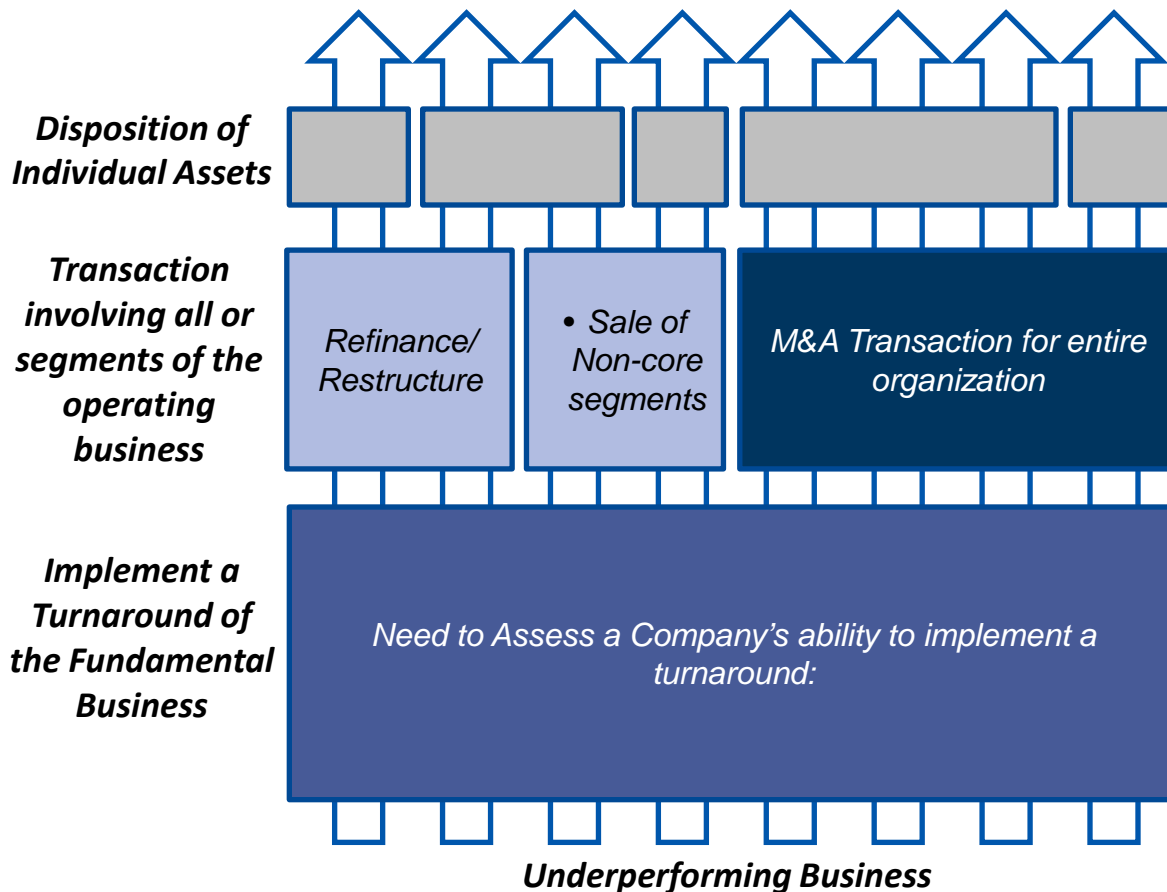 Disposition of
Individual Assets
Transaction
involving all or
segments of the
operating
business
Refinance/
Restructure
• Sale of
Non-core
segments
M&A Transaction for entire
organization
Implement a
Turnaround of
the Fundamental
Business
Need to Assess a Company’s ability to implement a
turnaround:
Underperforming Business